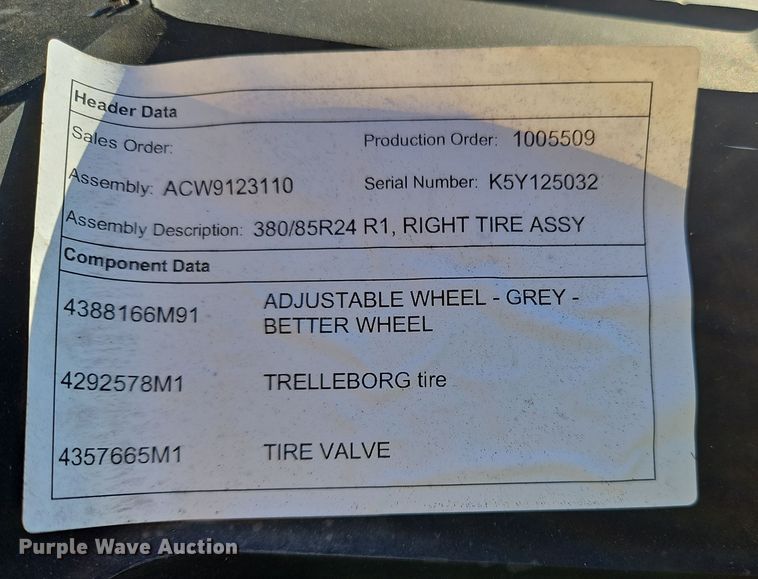 Header Data
Sales Order: Production Order: 1005509
Assembly: ACW9123110 Serial Number: K5Y125032
Assembly Description: 380/85R24 R1, RIGHT TIRE ASSY
Component Data
4388166M91 ADJUSTABLE WHEEL - GREY -
BETTER WHEEL
4292578M1 TRELLEBORG tire
4357665M1 TIRE VALVE
Purple Wave Auction